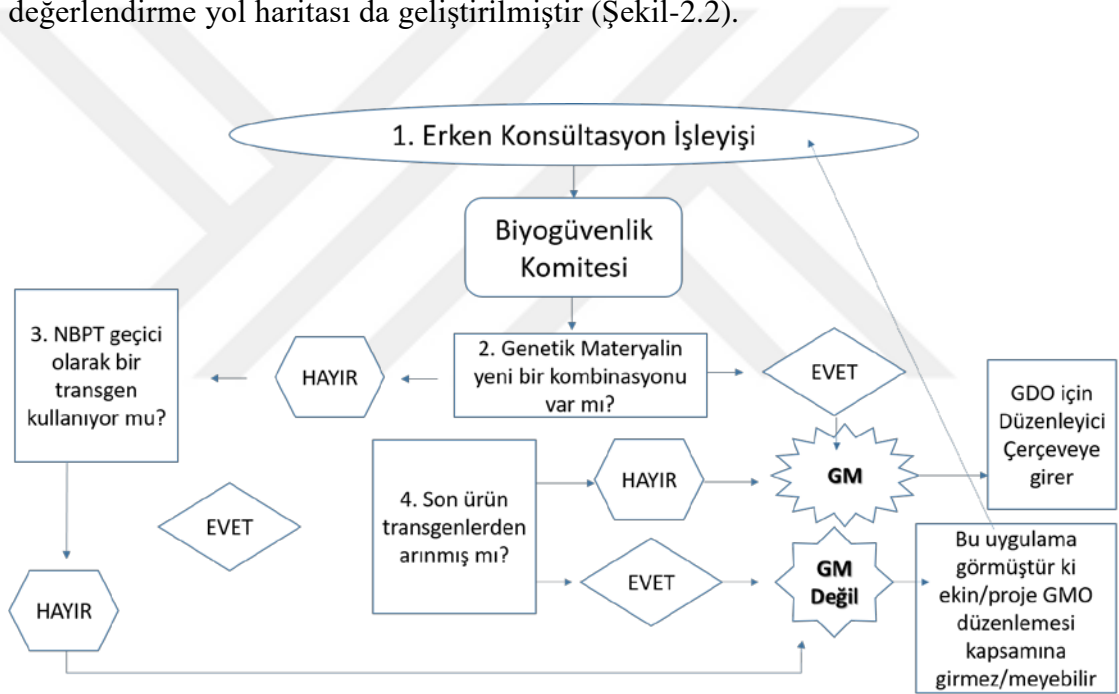 değerlendirme yol haritası da geliştirilmiştir (Şekil-2.2).
1. Erken Konsültasyon İşleyişi
Biyogüvenlik
Komitesi
3. NBPT geçici
olarak bir
transgen
kullanıyor mu?
HAYIR
2. Genetik Materyalin
yeni bir kombinasyonu
var mı?
EVET
GDO için
Düzenleyici
Çerçeveye
girer
EVET
4. Son ürün
transgenlerden
arınmış mı?
HAYIR
GM
HAYIR
EVET
GM
Değil
Bu uygulama
görmüştür ki
ekin/proje GMO
düzenlemesi
kapsamına
girmez/meyebilir